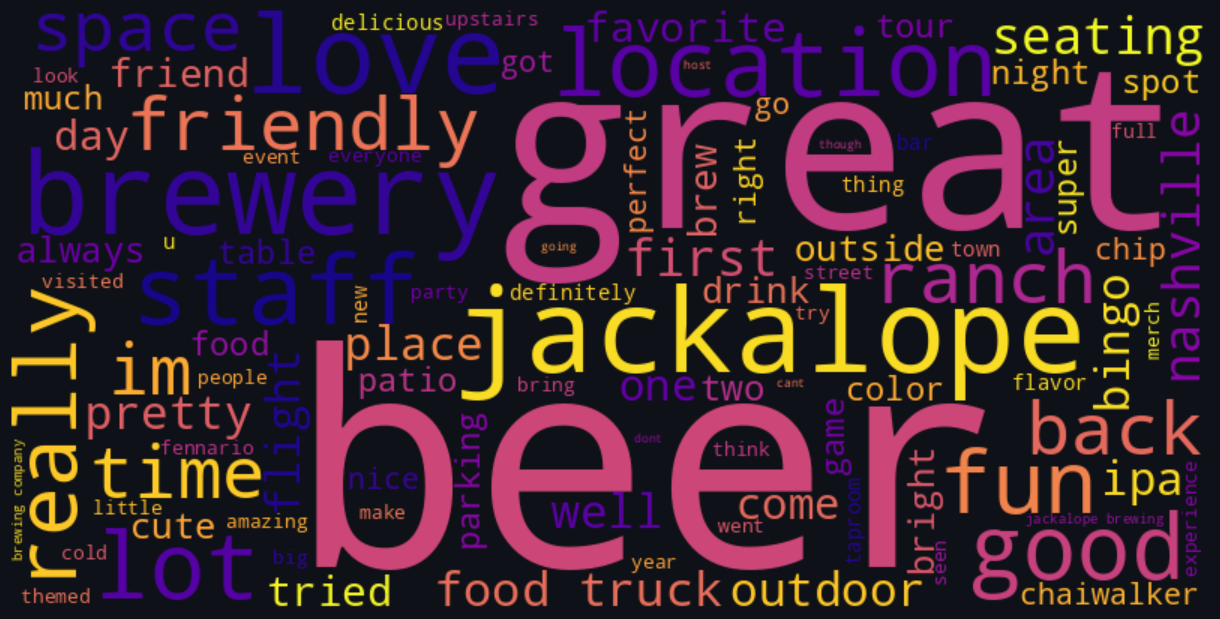 space
love
delicious
upstairs
favorite
tour
seating
look
friend
got
location
host
night
spot
much
day
friendly
event
everyone
great
perfect
brew
right
go
though
thing
bar
area
super
full
nashville
brewery
always
u
table
staff
visited
party
going
first
outside
town
chip
street
ranch
really
new
jackalope
definitely
drink
try
bingo
merch
food
place
im
people
flight
patio
bring
one
two
cant
color
flavor
pretty
beer
parking
dont
think
game
back
fennario
time
nice
make
well
come
went
taproom
bright
seen
fun
ipa
experience
brewing company
little
cute
amazing
jackalope brewing
good
cold
lot
big
year
themed
tried
food truck
outdoor
chaiwalker